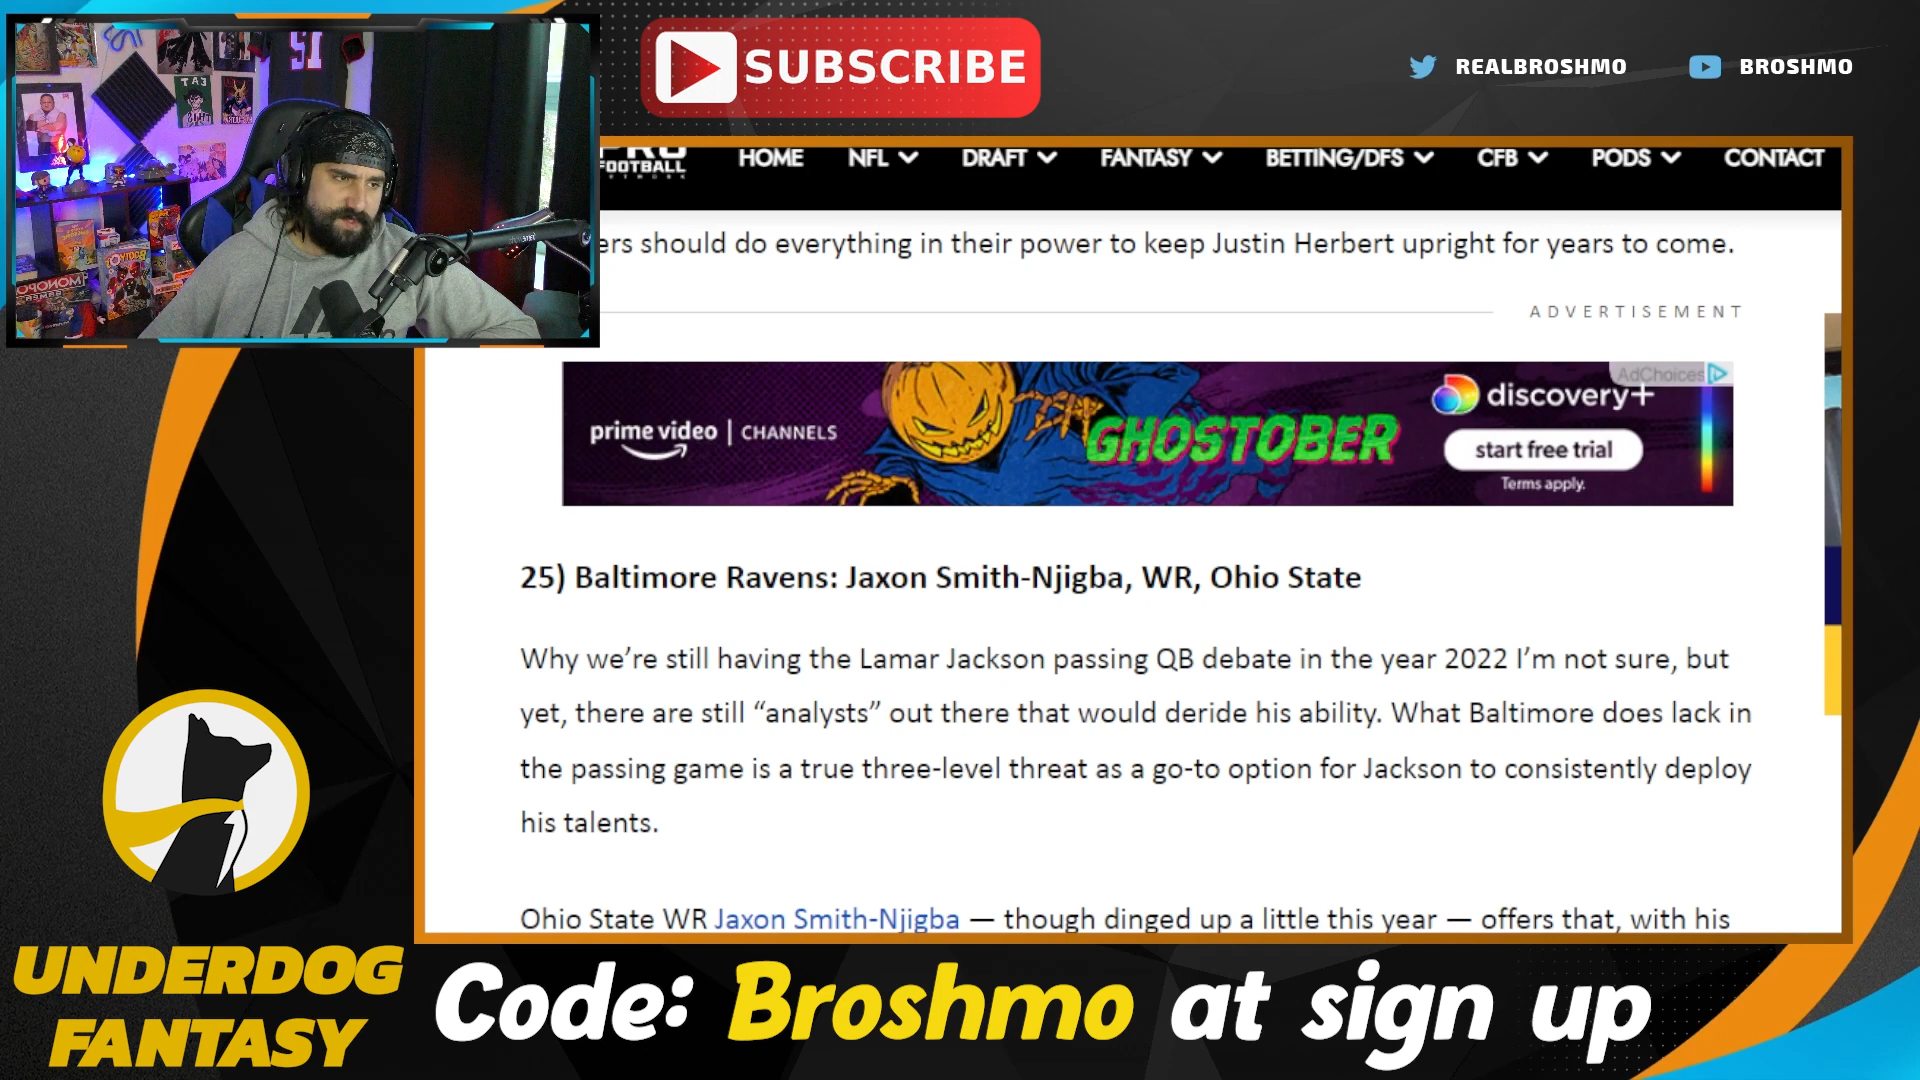 SUBSCRIBE
REALBROSHMO
BROSHMO
FOOTBALL
HOME NFL DRAFT FANTASY BETTING/DFS CFB PODS CONTACT
ers should do everything in their power to keep Justin Herbert upright for years to come.
ADVERTISEMENT
AdChoices
prime video | CHANNELS
GHOSTOBER
discovery+
start free trial
Terms apply.
25) Baltimore Ravens: Jaxon Smith-Njigba, WR, Ohio State
Why we’re still having the Lamar Jackson passing QB debate in the year 2022 I’m not sure, but
yet, there are still “analysts” out there that would deride his ability. What Baltimore does lack in
the passing game is a true three-level threat as a go-to option for Jackson to consistently deploy
his talents.
Ohio State WR Jaxon Smith-Njigba — though dinged up a little this year — offers that, with his
UNDERDOG
FANTASY
Code: Broshmo at sign up